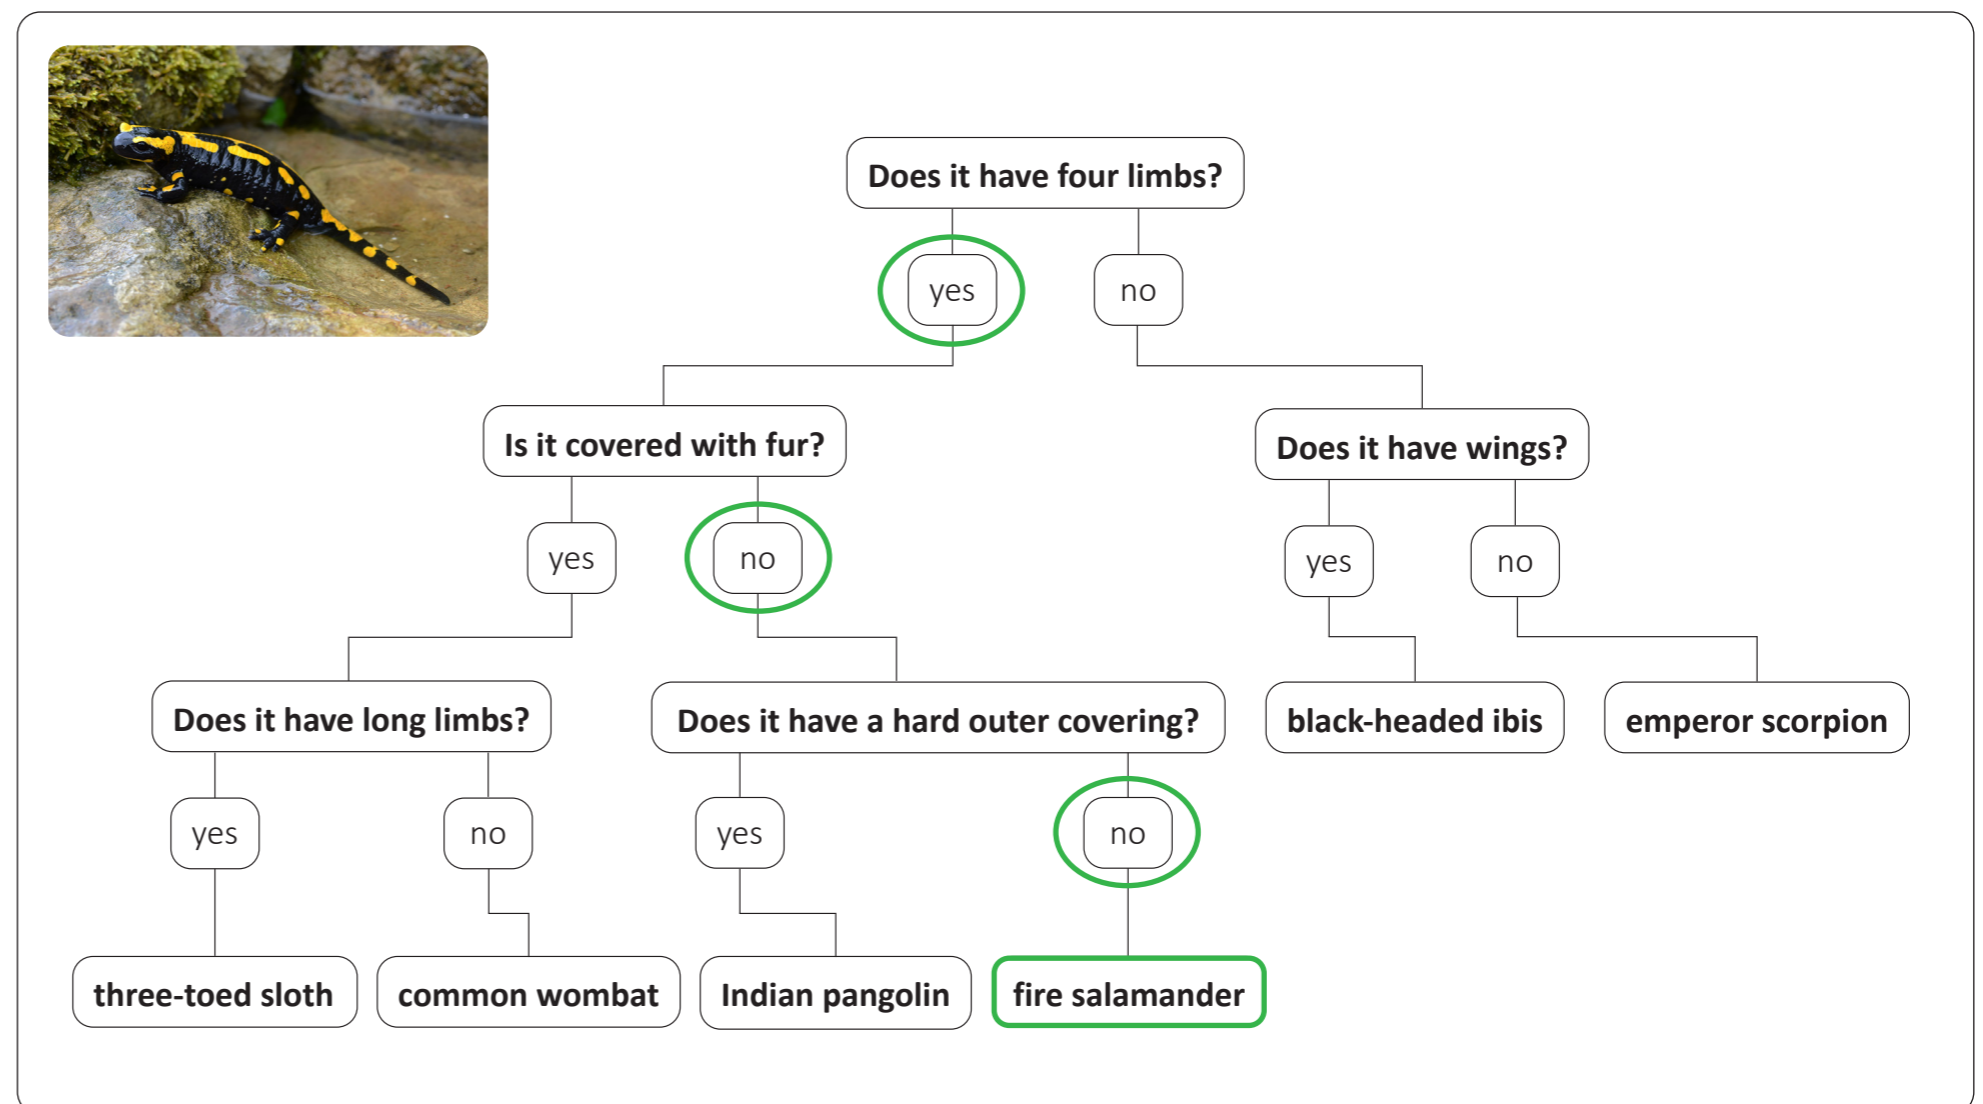 Does it have four limbs?
yes
no
Is it covered with fur?
Does it have wings?
yes
no
yes
no
Does it have long limbs?
Does it have a hard outer covering?
black-headed ibis
emperor scorpion
yes
no
yes
no
three-toed sloth
common wombat
Indian pangolin
fire salamander